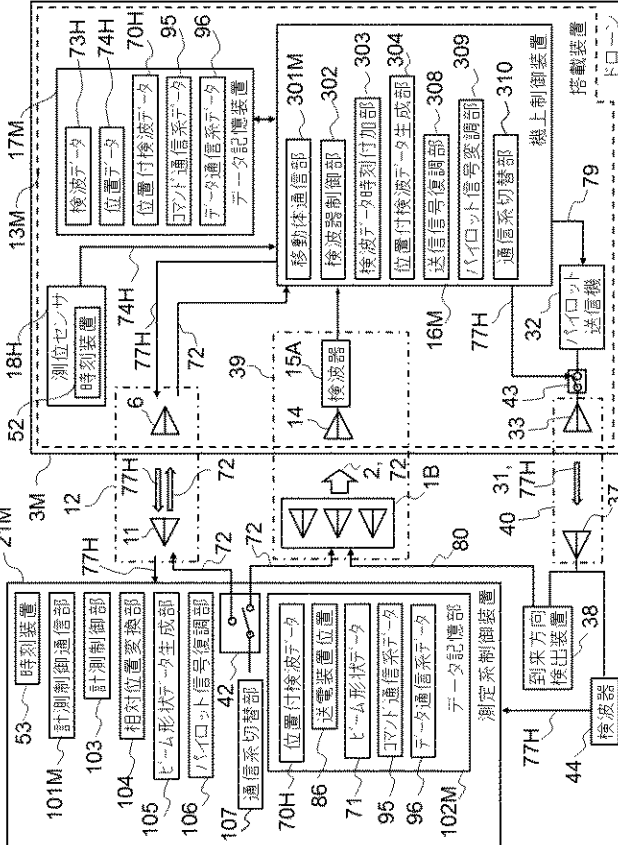 21M
53
時刻装置
101M
計測制御通信部
103
計測制御部
104
相対位置変換部
105
ビーム形状データ生成部
106
パイロット信号復調部
107
通信系切替部
42
70H
位置付検波データ
86
送電装置位置
71
ビーム形状データ
95
コマンド通信系データ
96
データ通信系データ
102M
データ記憶部
測定系制御装置
77H
72
72
80
到来方向
検出装置
38
77H
検波器
44
3M
12
11
77H
72
6
2, 72
1B
39
14
15A
検波器
40
31,
77H
37
33
43
13M
18H
測位センサ
52
時刻装置
74H
77H
72
17M
検波データ
73H
位置データ
74H
位置付検波データ
70H
コマンド通信系データ
95
データ通信系データ
96
データ記憶装置
移動体通信部
301M
検波器制御部
302
検波データ時刻付加部
303
位置付検波データ生成部
304
送信信号復調部
308
パイロット信号変調部
309
通信系切替部
310
機上制御装置
16M
77H
79
32
パイロット
送信機
搭載装置
ドローン